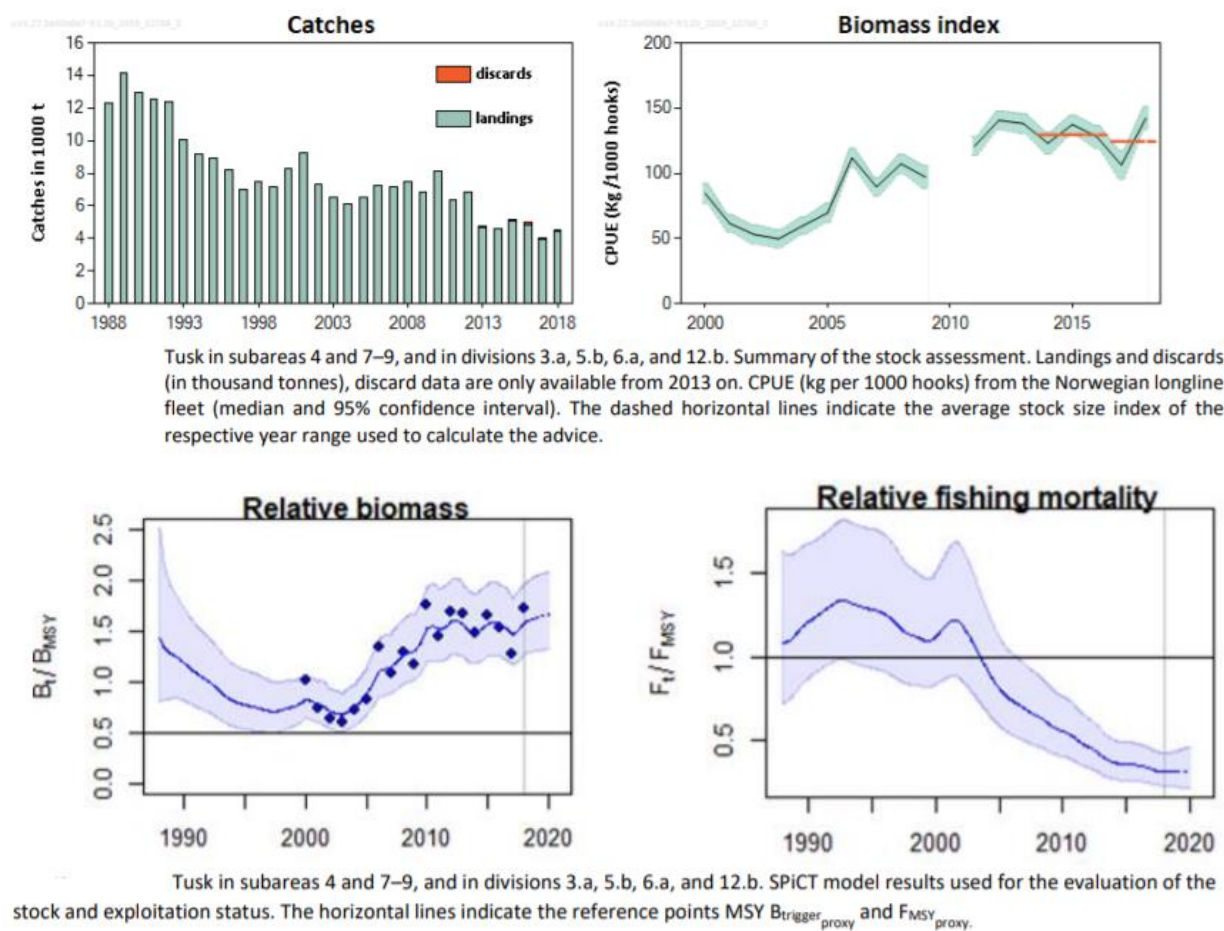 Catches
Catches in 1000 t
16
14
12
10
8
6
4
2
0
discards
landings
1988 1993 1998 2003 2008 2013 2018
Biomass index
CPUE (Kg /1000 hooks)
200
150
100
50
0
2000 2005 2010 2015
Tusk in subareas 4 and 7–9, and in divisions 3.a, 5.b, 6.a, and 12.b. Summary of the stock assessment. Landings and discards
(in thousand tonnes), discard data are only available from 2013 on. CPUE (kg per 1000 hooks) from the Norwegian longline
fleet (median and 95% confidence interval). The dashed horizontal lines indicate the average stock size index of the
respective year range used to calculate the advice.
Relative biomass
Bt / BMSY
2.5
2.0
1.5
1.0
0.5
0.0
1990 2000 2010 2020
Relative fishing mortality
Ft / FMSY
1.5
1.0
0.5
1990 2000 2010 2020
Tusk in subareas 4 and 7–9, and in divisions 3.a, 5.b, 6.a, and 12.b. SPiCT model results used for the evaluation of the
stock and exploitation status. The horizontal lines indicate the reference points MSY Btrigger proxy and FMSY proxy.